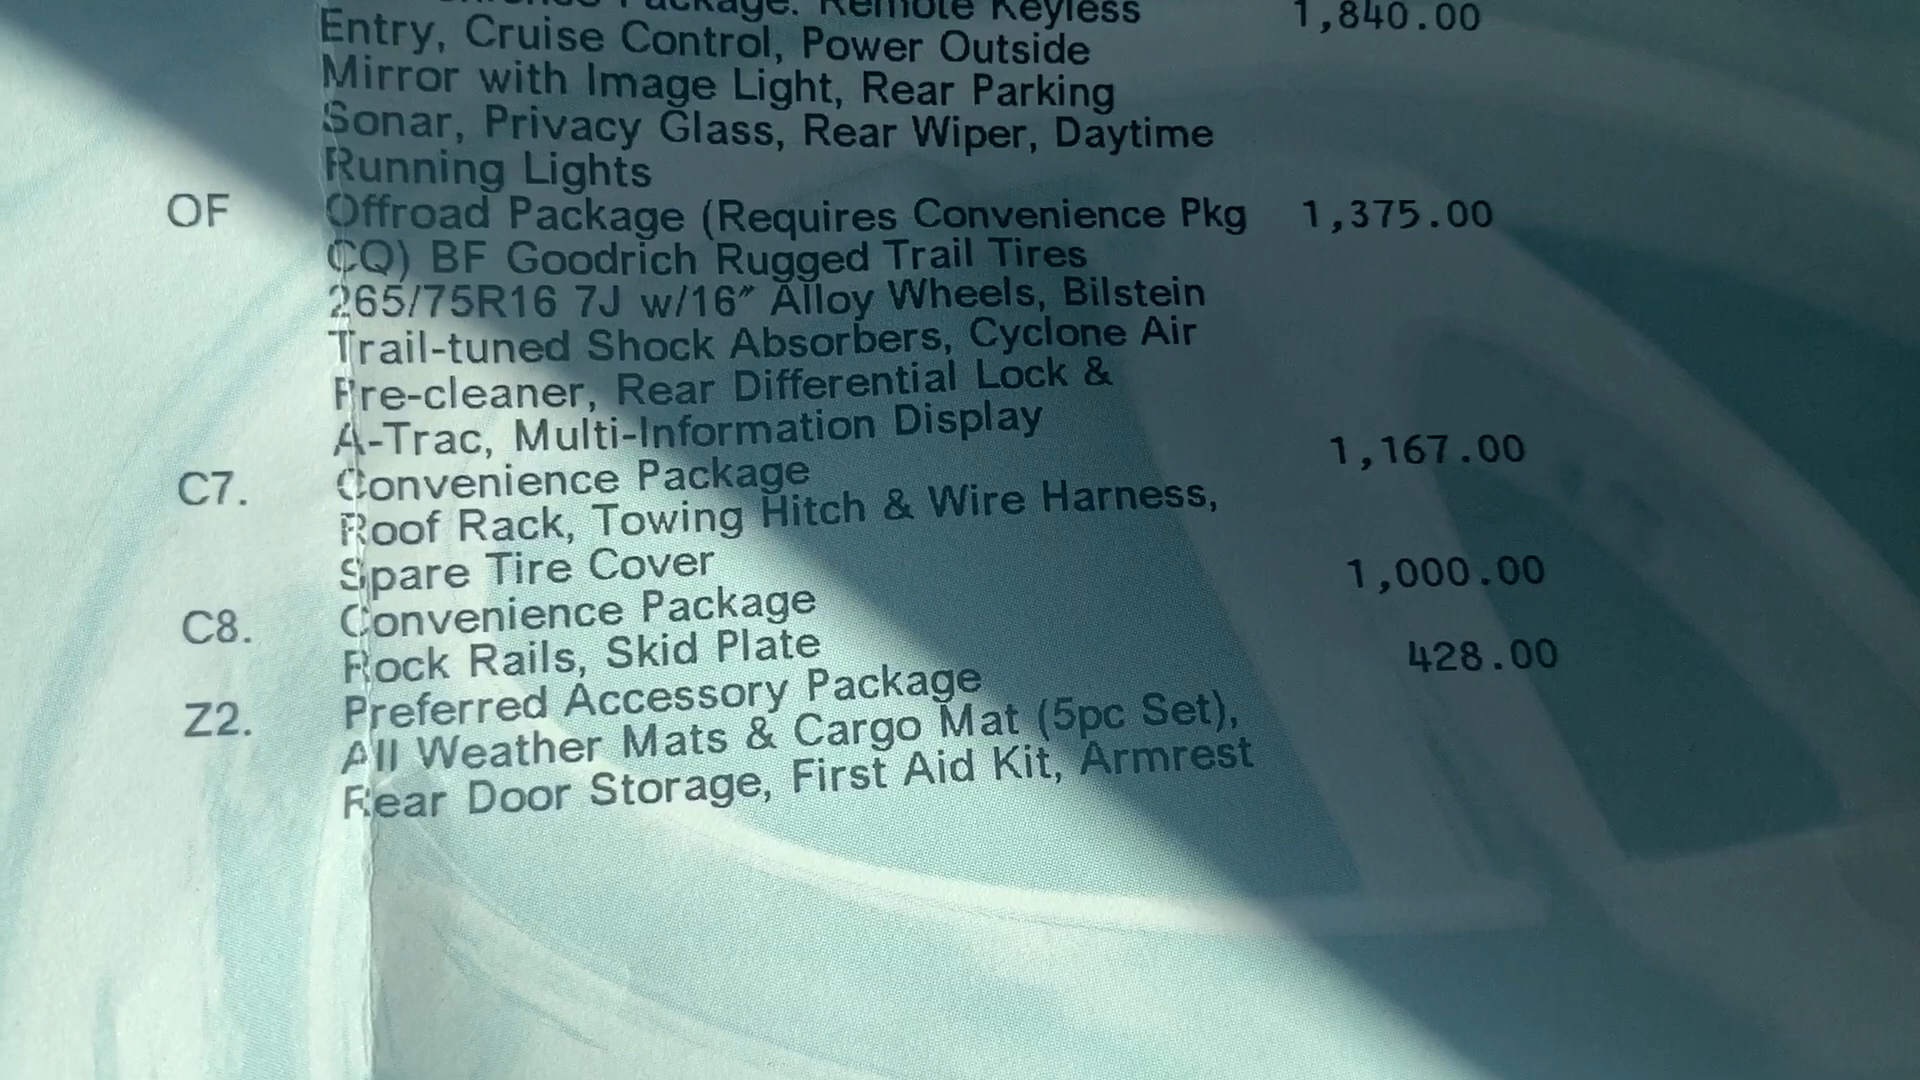 Package. Remote Keyless 1,840.00
Entry, Cruise Control, Power Outside
Mirror with Image Light, Rear Parking
Sonar, Privacy Glass, Rear Wiper, Daytime
Running Lights
OF Offroad Package (Requires Convenience Pkg 1,375.00
CQ) BF Goodrich Rugged Trail Tires
265/75R16 7J w/16" Alloy Wheels, Bilstein
Trail-tuned Shock Absorbers, Cyclone Air
Pre-cleaner, Rear Differential Lock &
A-Trac, Multi-Information Display
C7. Convenience Package 1,167.00
Roof Rack, Towing Hitch & Wire Harness,
Spare Tire Cover
C8. Convenience Package 1,000.00
Rock Rails, Skid Plate
Z2. Preferred Accessory Package 428.00
All Weather Mats & Cargo Mat (5pc Set),
Rear Door Storage, First Aid Kit, Armrest